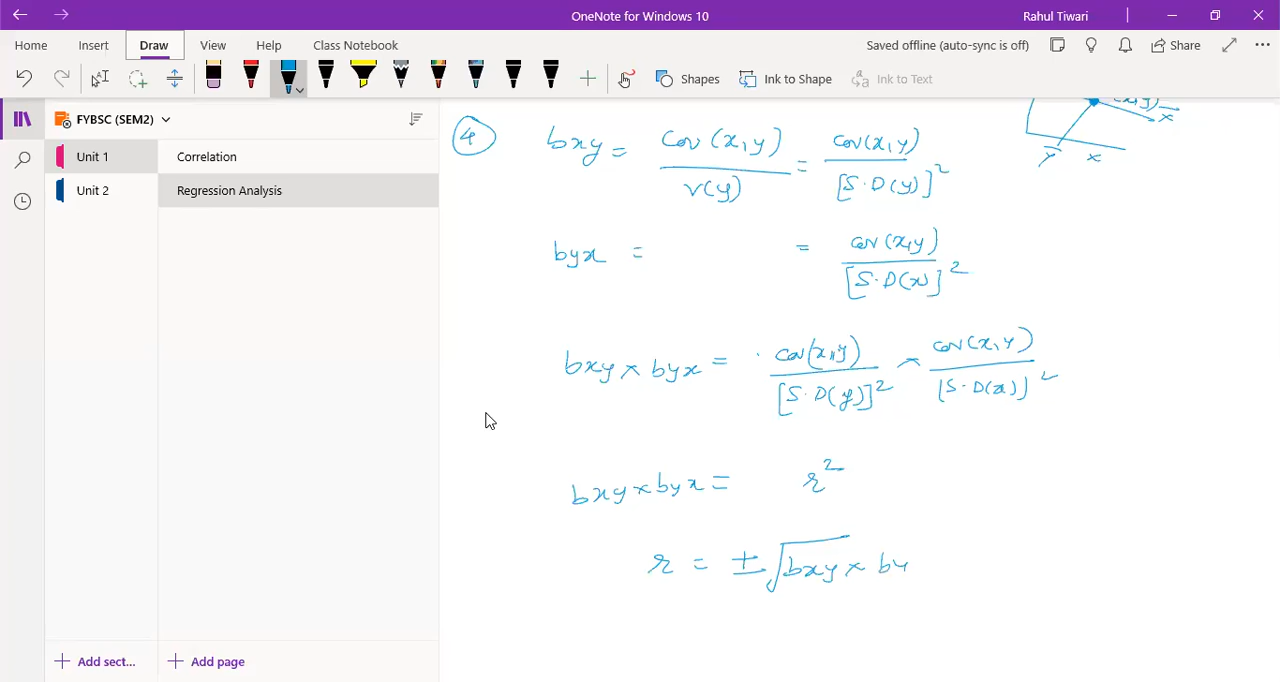 OneNote for Windows 10
Rahul Tiwari
Home Insert Draw View Help Class Notebook
Saved offline (auto-sync is off) Share
Shapes Ink to Shape Ink to Text
FYBSC (SEM2)
Unit 1
Unit 2
Correlation
Regression Analysis
Add sect...
Add page
(x,y)
x
y x
4
bxy = Cov(x,y) / V(y) = Cov(x,y) / [S.D(y)]²
byx = = Cov(x,y) / [S.D(x)]²
bxy × byx = Cov(x,y) / [S.D(y)]² × Cov(x,y) / [S.D(x)]²
bxy × byx = r²
r = ± √bxy × by